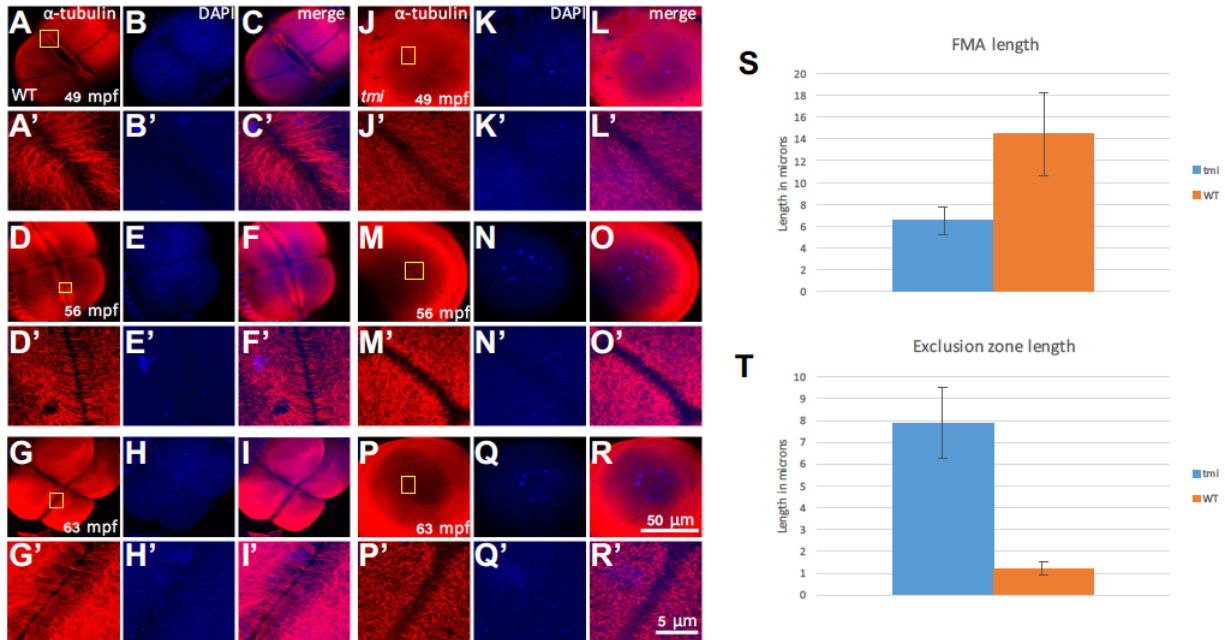 A α-tubulin B DAPI C merge J α-tubulin K DAPI L merge
WT 49 mpf tmi 49 mpf
A’ B’ C’ J’ K’ L’
D E F M N O
56 mpf 56 mpf
D’ E’ F’ M’ N’ O’
G H I P Q R
63 mpf 63 mpf 50 μm
G’ H’ I’ P’ Q’ R’
5 μm
S
FMA length
Length in microns
20
18
16
14
12
10
8
6
4
2
0
tmi
WT
T
Exclusion zone length
Length in microns
10
9
8
7
6
5
4
3
2
1
0
tmi
WT